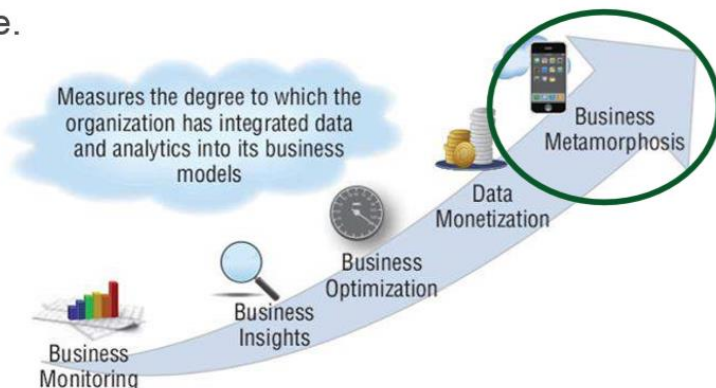 e.
Measures the degree to which the
organization has integrated data
and analytics into its business
models
Business
Metamorphosis
Data
Monetization
Business
Optimization
Business
Insights
Business
Monitoring